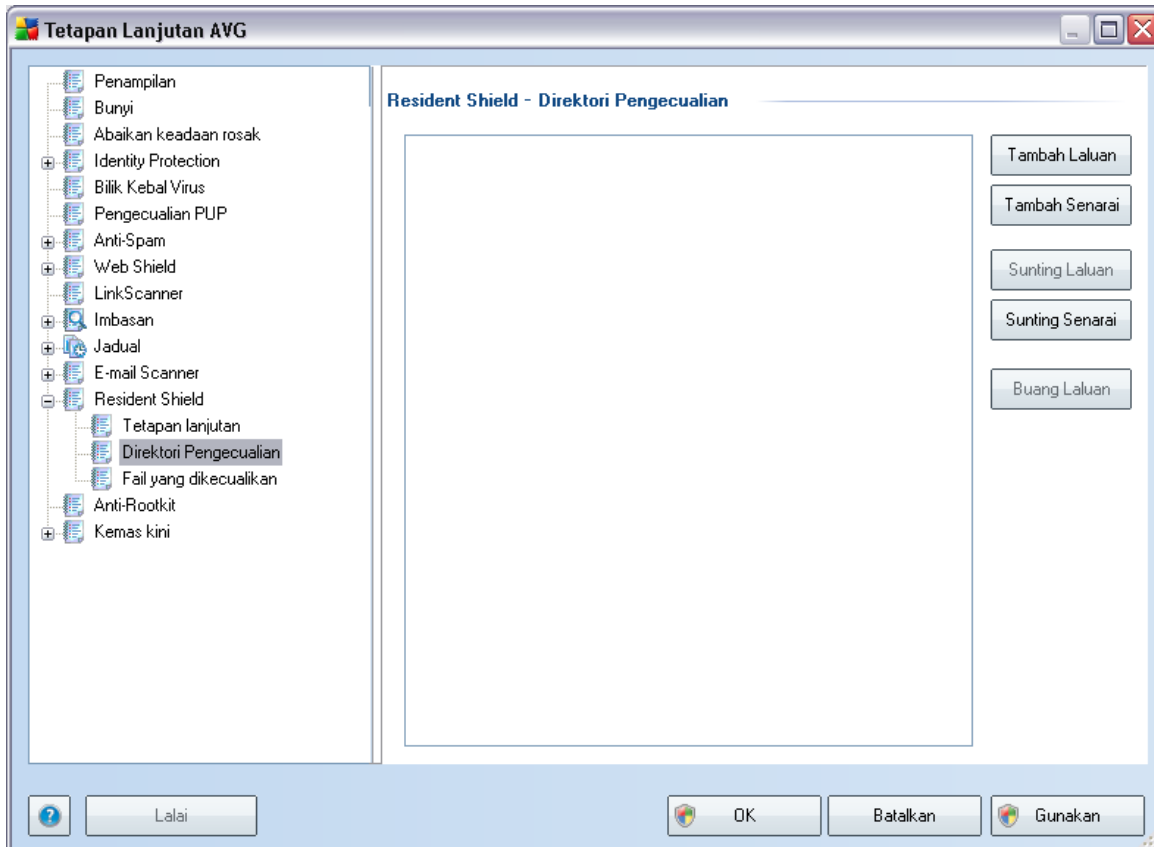 Tetapan Lanjutan AVG
Penampilan
Bunyi
Abaikan keadaan rosak
Identity Protection
Bilik Kebal Virus
Pengecualian PUP
Anti-Spam
Web Shield
LinkScanner
Imbasan
Jadual
E-mail Scanner
Resident Shield
Tetapan lanjutan
Direktori Pengecualian
Fail yang dikecualikan
Anti-Rootkit
Kemas kini
Resident Shield - Direktori Pengecualian
Tambah Laluan
Tambah Senarai
Sunting Laluan
Sunting Senarai
Buang Laluan
Lalai
OK
Batalkan
Gunakan